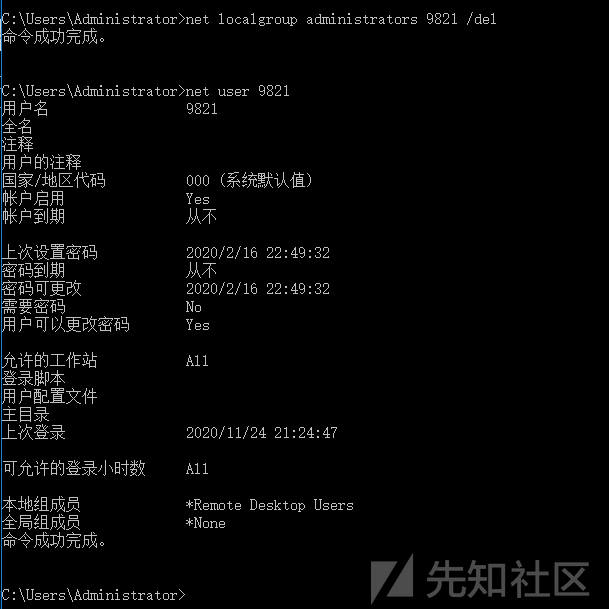 C:\Users\Administrator>net localgroup administrators 9821 /del
命令成功完成。
C:\Users\Administrator>net user 9821
用户名 9821
全名
注释
用户的注释
国家/地区代码 000 (系统默认值)
帐户启用 Yes
帐户到期 从不
上次设置密码 2020/2/16 22:49:32
密码到期 从不
密码可更改 2020/2/16 22:49:32
需要密码 No
用户可以更改密码 Yes
允许的工作站 All
登录脚本
用户配置文件
主目录
上次登录 2020/11/24 21:24:47
可允许的登录小时数 All
本地组成员 *Remote Desktop Users
全局组成员 *None
命令成功完成。
C:\Users\Administrator>
先知社区